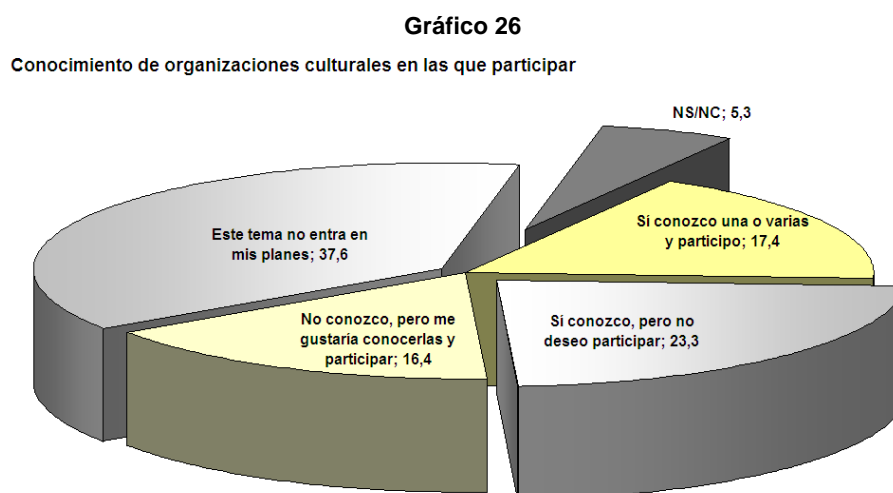 Gráfico 26
Conocimiento de organizaciones culturales en las que participar
NS/NC; 5,3
Sí conozco una o varias
y participo; 17,4
Este tema no entra en
mis planes; 37,6
No conozco, pero me
gustaría conocerlas y
participar; 16,4
Sí conozco, pero no
deseo participar; 23,3